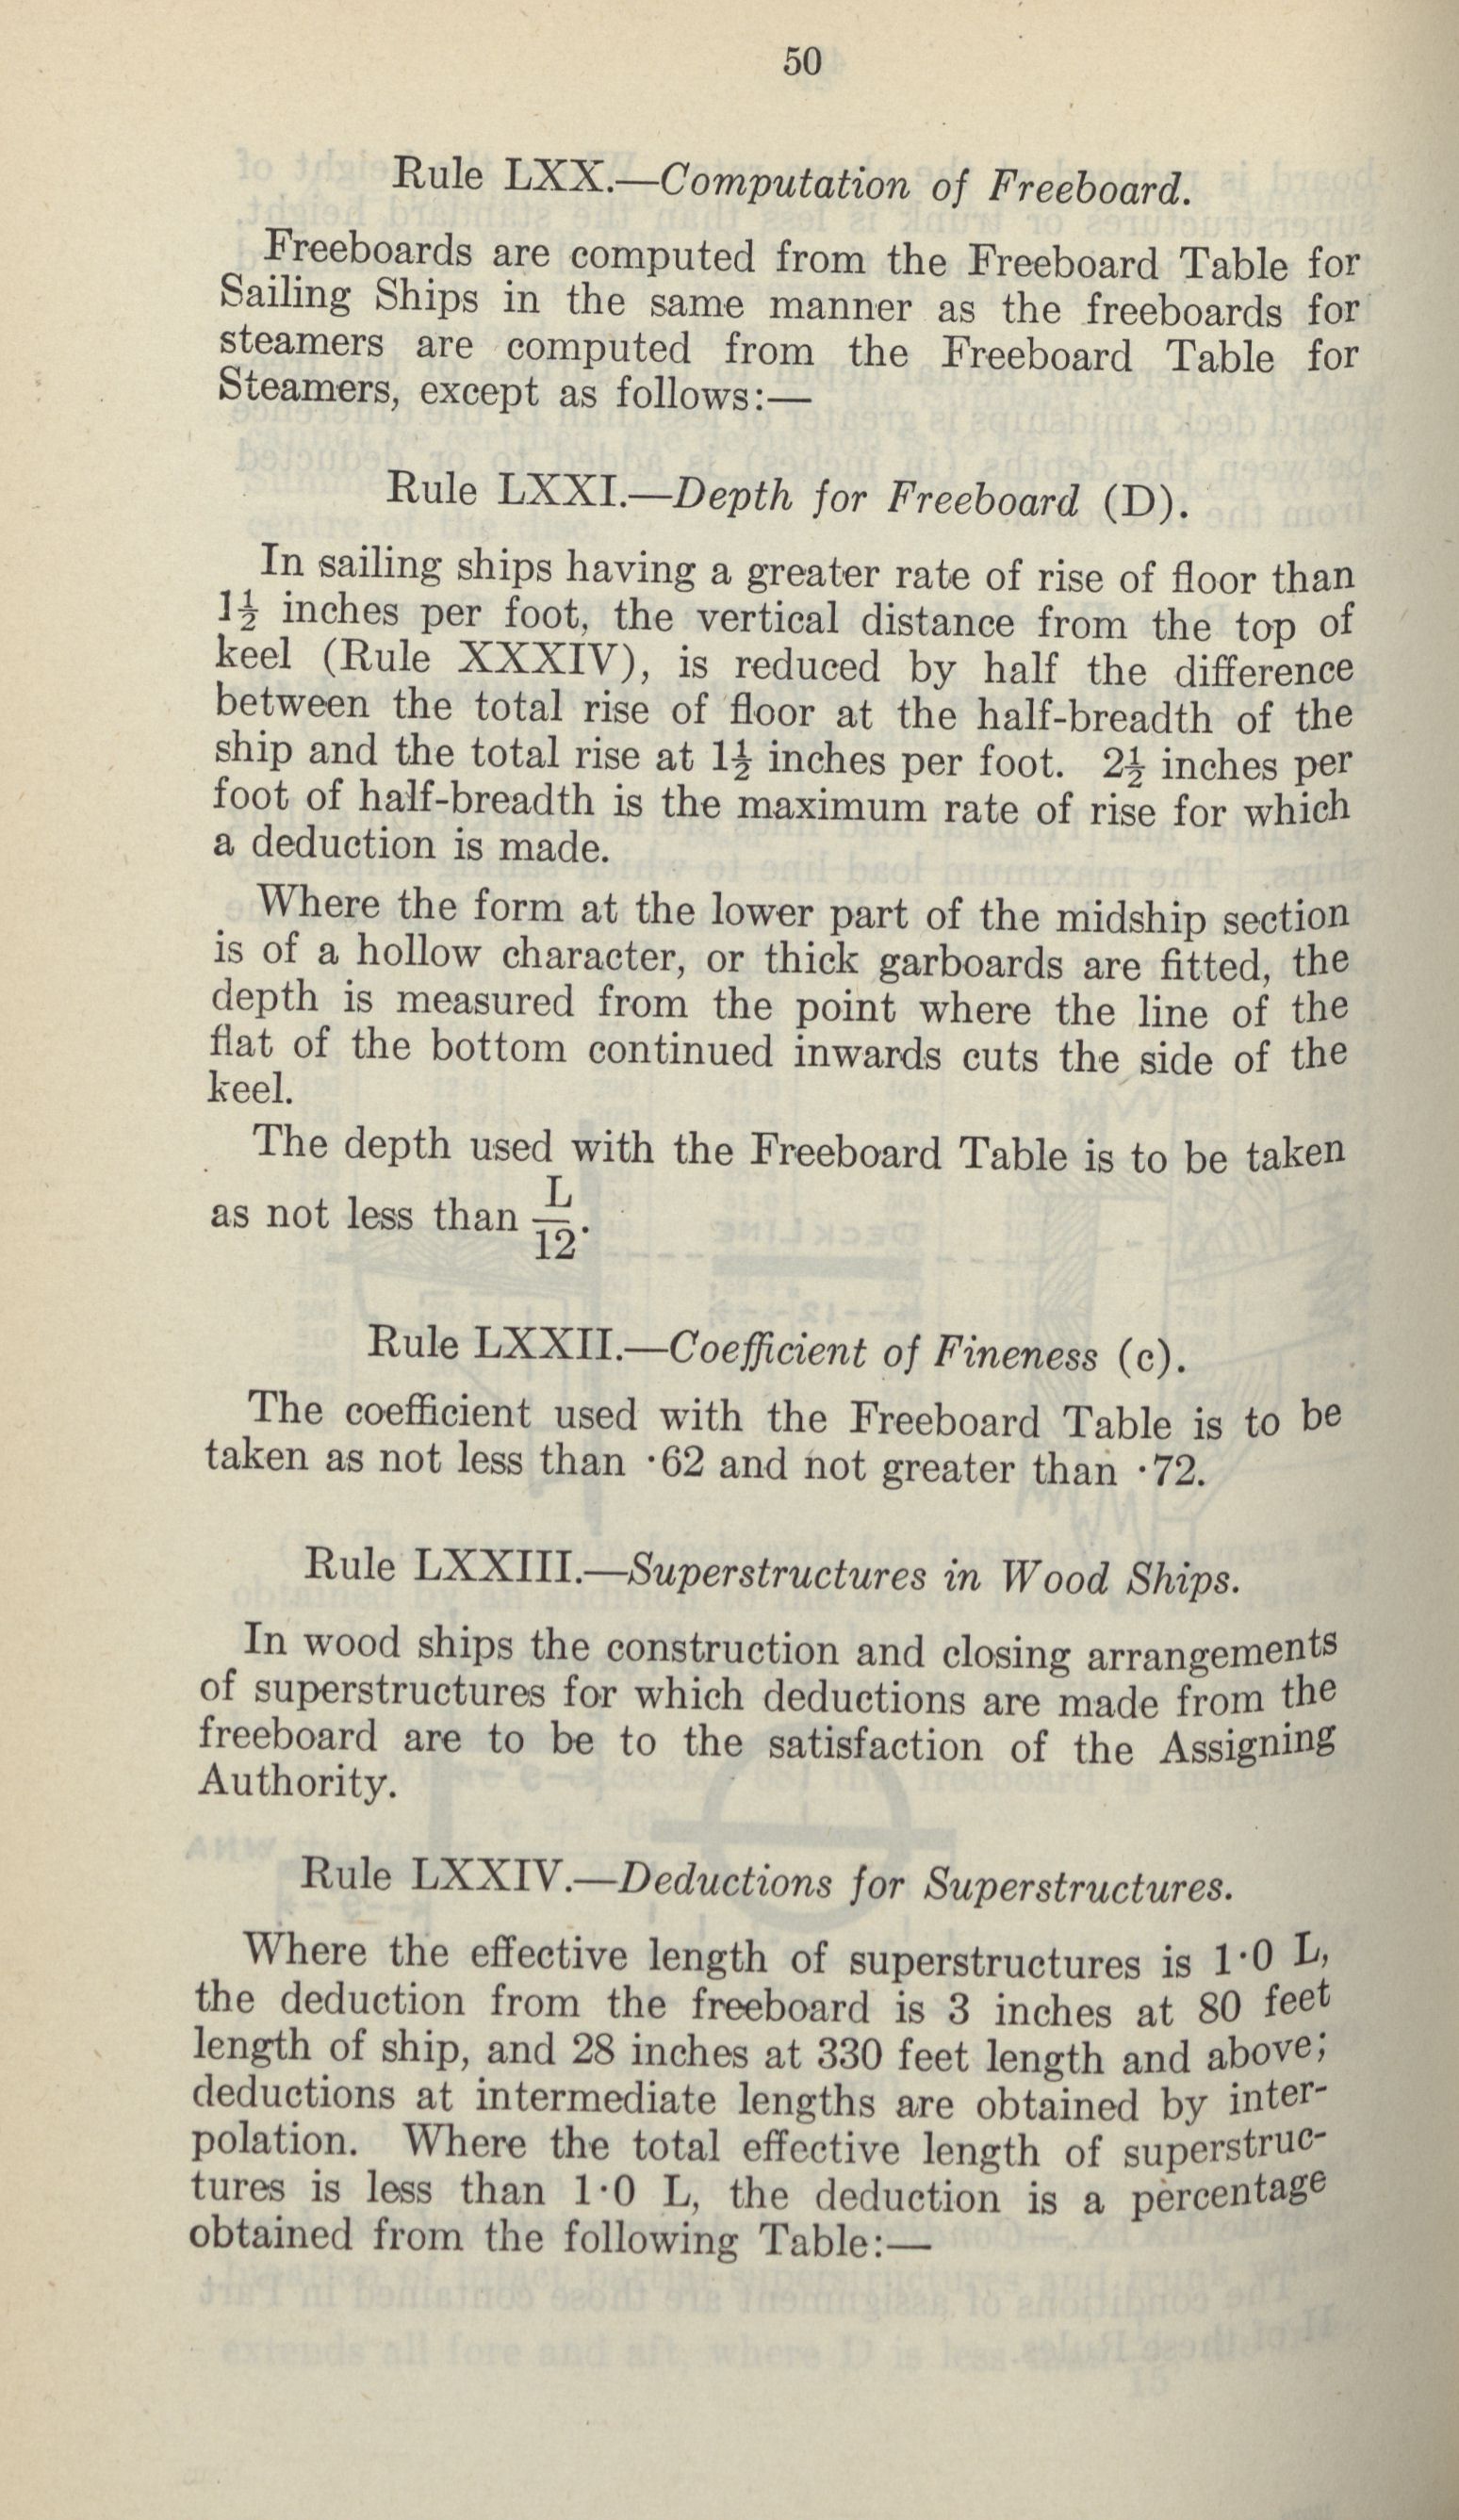 50
Rule LXX.—Computation of Freeboard.
Freeboards are computed from the Freeboard Table for
Sailing Ships in the same manner as the freeboards for
steamers are computed from the Freeboard Table for
Steamers, except as follows:—
Rule LXXI.—Depth for Freeboard (D).
In sailing ships having a greater rate of rise of floor than
1½ inches per foot, the vertical distance from the top of
keel (Rule XXXIV), is reduced by half the difference
between the total rise of floor at the half-breadth of the
ship and the total rise at 1½ inches per foot. 2½ inches per
foot of half-breadth is the maximum rate of rise for which
a deduction is made.
Where the form at the lower part of the midship section
is of a hollow character, or thick garboards are fitted, the
depth is measured from the point where the line of the
flat of the bottom continued inwards cuts the side of the
keel.
The depth used with the Freeboard Table is to be taken
as not less than L/12.
Rule LXXII.—Coefficient of Fineness (c).
The coefficient used with the Freeboard Table is to be
taken as not less than ·62 and not greater than ·72.
Rule LXXIII.—Superstructures in Wood Ships.
In wood ships the construction and closing arrangements
of superstructures for which deductions are made from the
freeboard are to be to the satisfaction of the Assigning
Authority.
Rule LXXIV.—Deductions for Superstructures.
Where the effective length of superstructures is 1·0 L,
the deduction from the freeboard is 3 inches at 80 feet
length of ship, and 28 inches at 330 feet length and above;
deductions at intermediate lengths are obtained by inter-
polation. Where the total effective length of superstruc-
tures is less than 1·0 L, the deduction is a percentage
obtained from the following Table:—